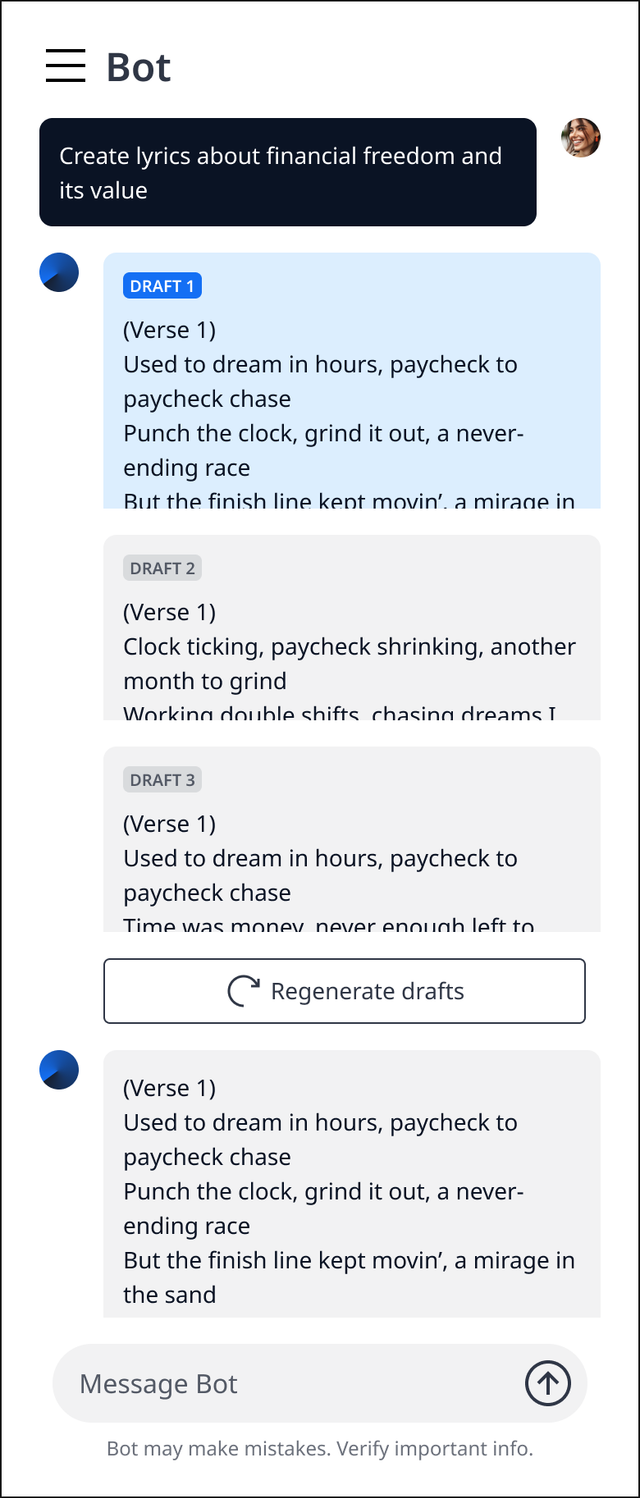 Bot
Create lyrics about financial freedom and
its value
DRAFT 1
(Verse 1)
Used to dream in hours, paycheck to
paycheck chase
Punch the clock, grind it out, a never-
ending race
But the finish line kept movin’, a mirage in
DRAFT 2
(Verse 1)
Clock ticking, paycheck shrinking, another
month to grind
Working double shifts, chasing dreams I
DRAFT 3
(Verse 1)
Used to dream in hours, paycheck to
paycheck chase
Time was money, never enough left to
Regenerate drafts
(Verse 1)
Used to dream in hours, paycheck to
paycheck chase
Punch the clock, grind it out, a never-
ending race
But the finish line kept movin’, a mirage in
the sand
Message Bot
Bot may make mistakes. Verify important info.